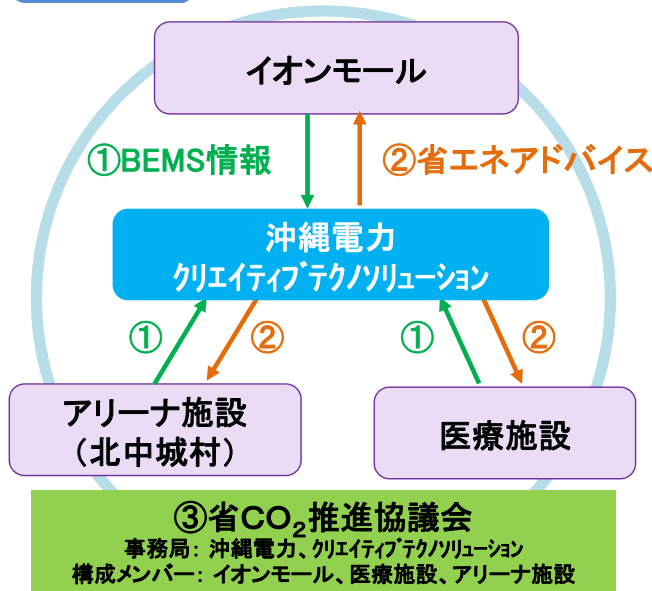 イオンモール
①BEMS情報
②省エネアドバイス
沖縄電力
クリエイティブテクノソリューション
①
②
①
②
アリーナ施設
（北中城村）
医療施設
③省CO₂推進協議会
事務局： 沖縄電力、クリエイティブテクノソリューション
構成メンバー： イオンモール、医療施設、アリーナ施設